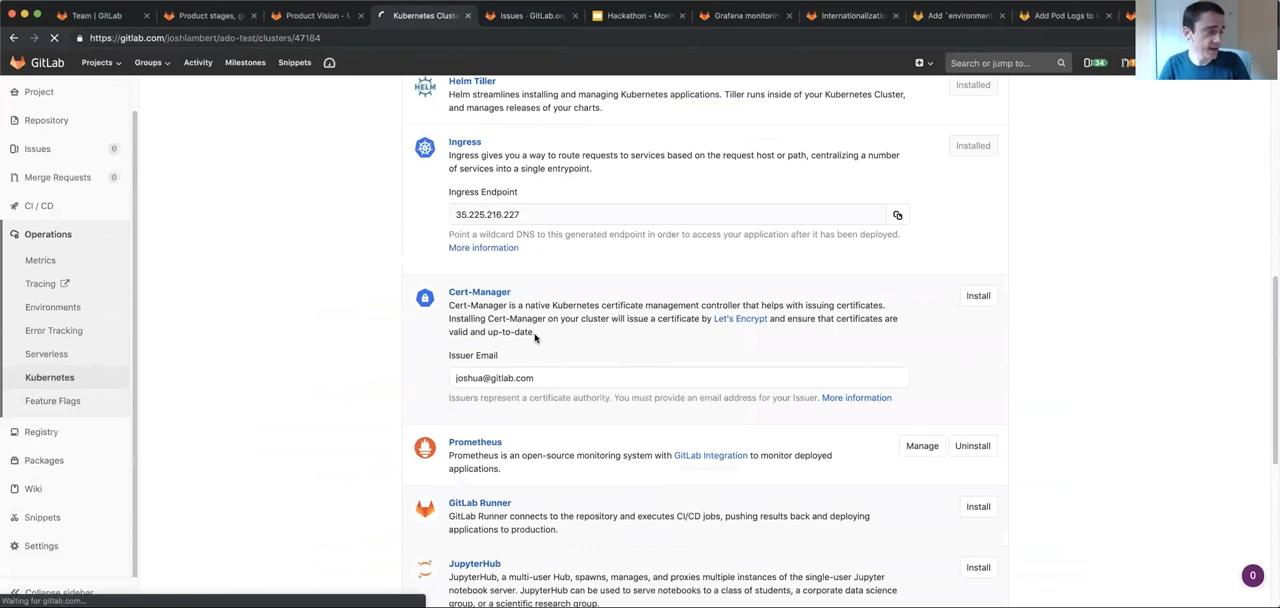 Team | GitLab
Product stages, g
Product Vision - M
Kubernetes Cluste
Issues · GitLab.or
Hackathon - Moni
Grafana monitorin
Internationalizatio
Add `environmen
Add Pod Logs to
https://gitlab.com/joshlambert/ado-test/clusters/47184
GitLab
Projects
Groups
Activity
Milestones
Snippets
Search or jump to...
34
Project
Repository
Issues
0
Merge Requests
0
CI / CD
Operations
Metrics
Tracing
Environments
Error Tracking
Serverless
Kubernetes
Feature Flags
Registry
Packages
Wiki
Snippets
Settings
Collapse sidebar
Waiting for gitlab.com...
HELM
Helm Tiller
Installed
Helm streamlines installing and managing Kubernetes applications. Tiller runs inside of your Kubernetes Cluster,
and manages releases of your charts.
Ingress
Installed
Ingress gives you a way to route requests to services based on the request host or path, centralizing a number
of services into a single entrypoint.
Ingress Endpoint
35.225.216.227
Point a wildcard DNS to this generated endpoint in order to access your application after it has been deployed.
More information
Cert-Manager
Install
Cert-Manager is a native Kubernetes certificate management controller that helps with issuing certificates.
Installing Cert-Manager on your cluster will issue a certificate by Let's Encrypt and ensure that certificates are
valid and up-to-date.
Issuer Email
joshua@gitlab.com
Issuers represent a certificate authority. You must provide an email address for your Issuer. More information
Prometheus
Manage
Uninstall
Prometheus is an open-source monitoring system with GitLab Integration to monitor deployed
applications.
GitLab Runner
Install
GitLab Runner connects to the repository and executes CI/CD jobs, pushing results back and deploying
applications to production.
JupyterHub
Install
JupyterHub, a multi-user Hub, spawns, manages, and proxies multiple instances of the single-user Jupyter
notebook server. JupyterHub can be used to serve notebooks to a class of students, a corporate data science
group, or a scientific research group.
0